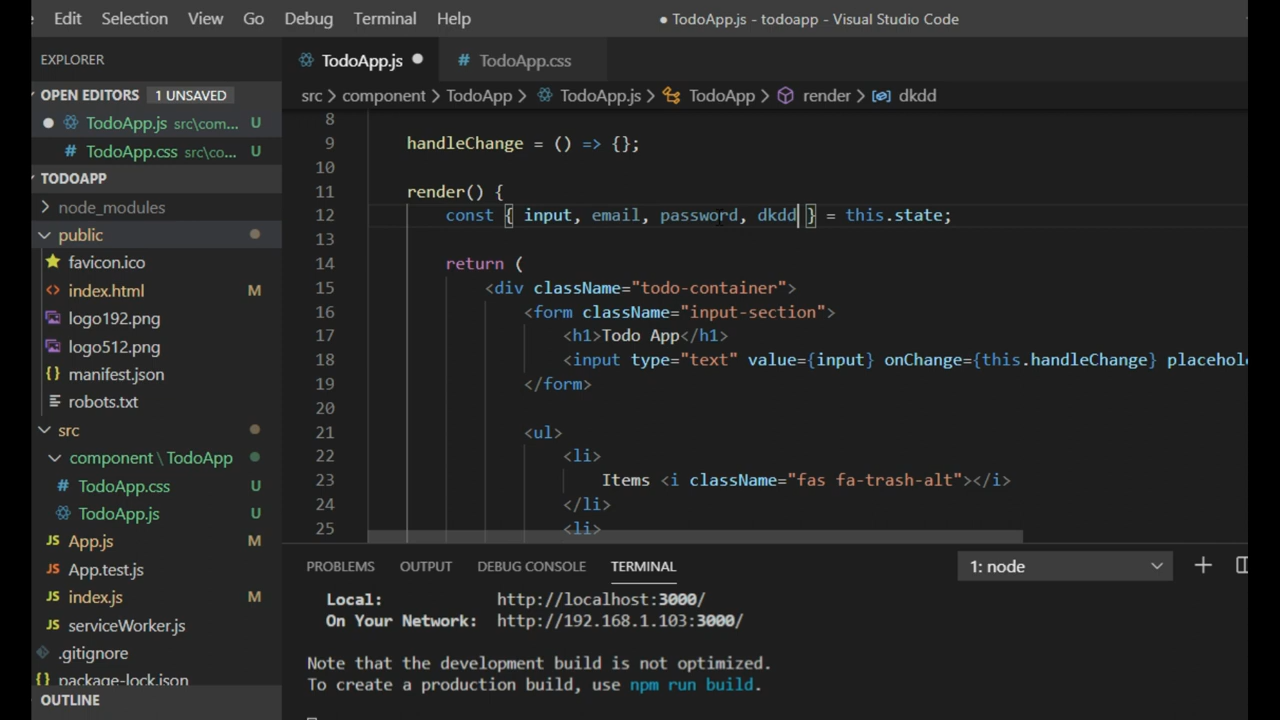 Edit Selection View Go Debug Terminal Help ● TodoApp.js - todoapp - Visual Studio Code
EXPLORER
OPEN EDITORS 1 UNSAVED
TodoApp.js src\com... U
# TodoApp.css src\co... U
TODOAPP
node_modules
public
favicon.ico
<> index.html M
logo192.png
logo512.png
{} manifest.json
robots.txt
src
component \ TodoApp
# TodoApp.css U
TodoApp.js U
JS App.js M
JS App.test.js
JS index.js M
JS serviceWorker.js
.gitignore
{} package-lock.json
OUTLINE
TodoApp.js ●
# TodoApp.css
src > component > TodoApp > TodoApp.js > TodoApp > render > dkdd
8
9 handleChange = () => {};
10
11 render() {
12 const { input, email, password, dkdd } = this.state;
13
14 return (
15 <div className="todo-container">
16 <form className="input-section">
17 <h1>Todo App</h1>
18 <input type="text" value={input} onChange={this.handleChange} placehol
19 </form>
20
21 <ul>
22 <li>
23 Items <i className="fas fa-trash-alt"></i>
24 </li>
25 <li>
PROBLEMS OUTPUT DEBUG CONSOLE TERMINAL 1: node
Local: http://localhost:3000/
On Your Network: http://192.168.1.103:3000/
Note that the development build is not optimized.
To create a production build, use npm run build.